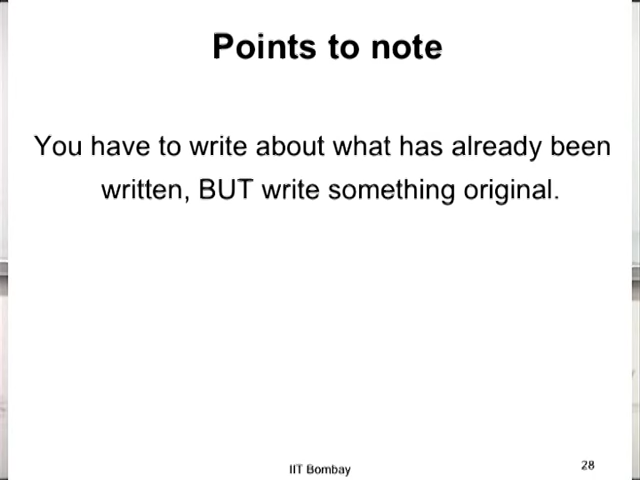 Points to note
You have to write about what has already been
written, BUT write something original.
IIT Bombay
28